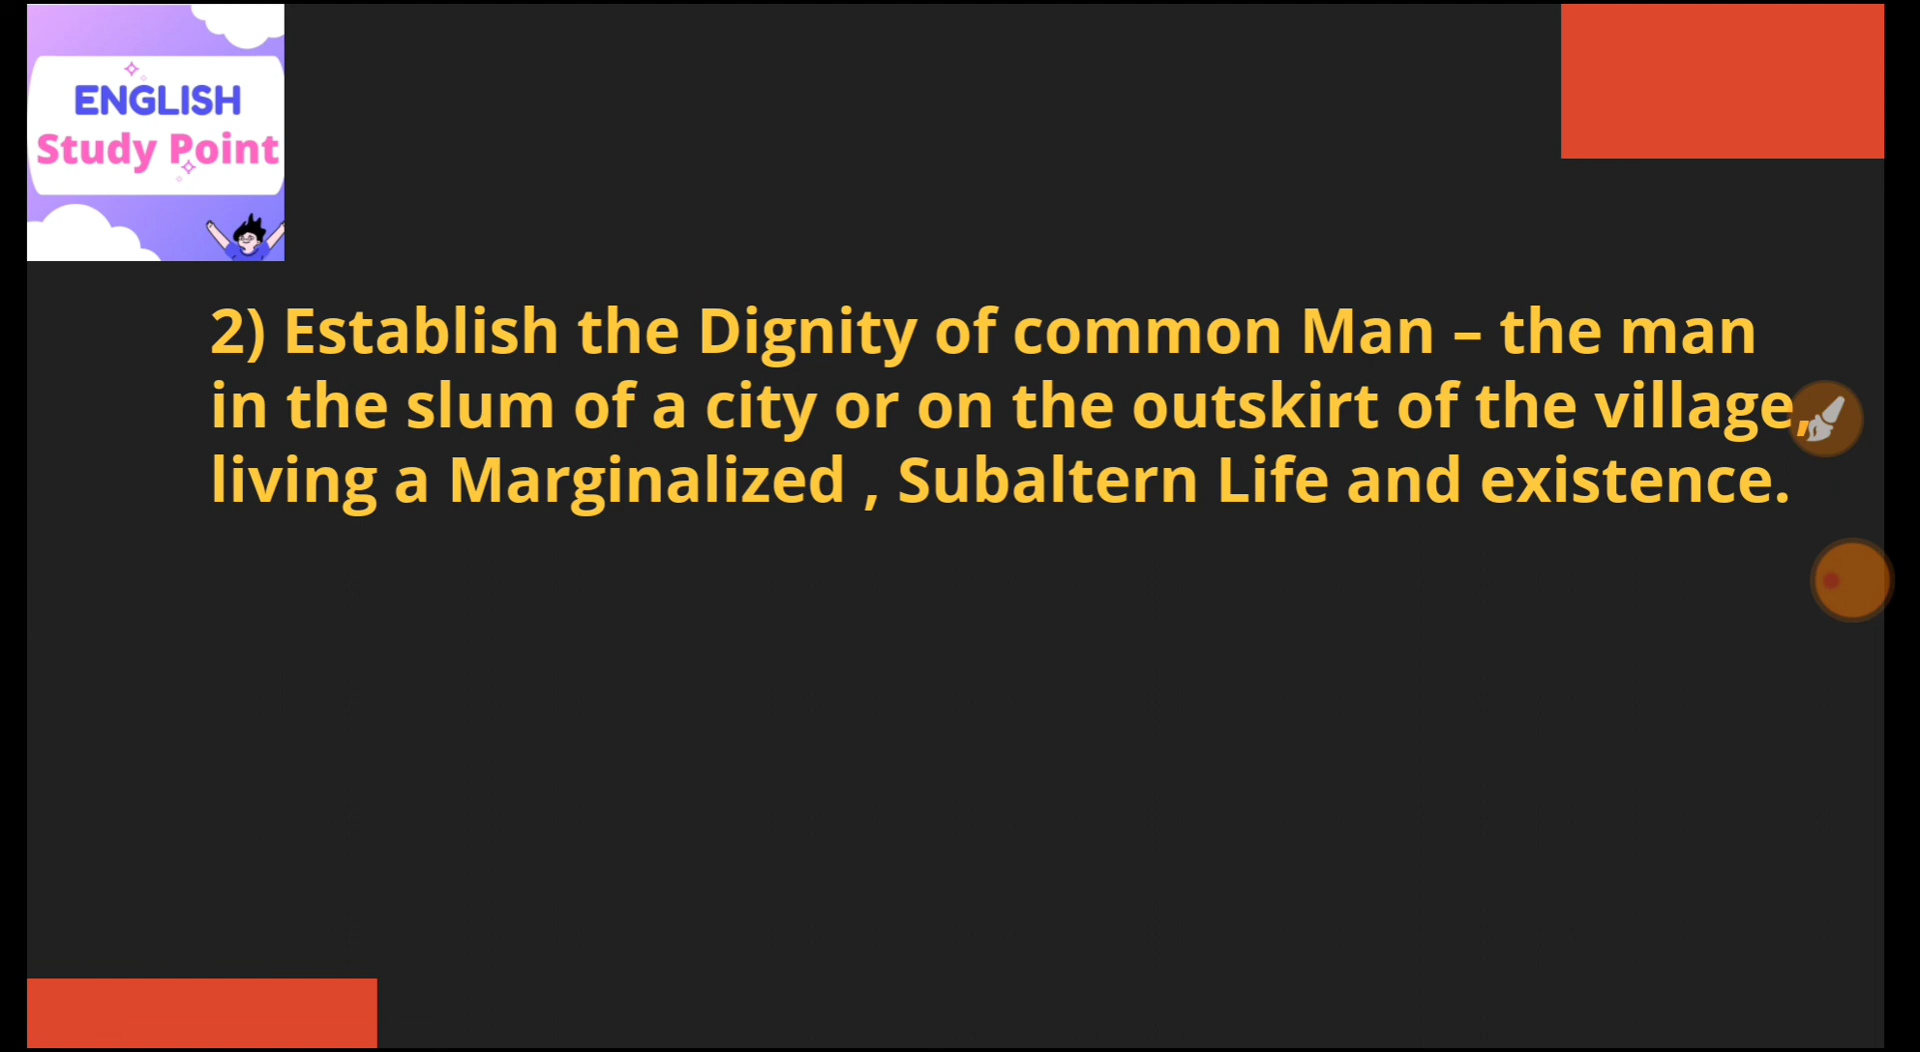 ENGLISH
Study Point
2) Establish the Dignity of common Man – the man
in the slum of a city or on the outskirt of the village,
living a Marginalized , Subaltern Life and existence.